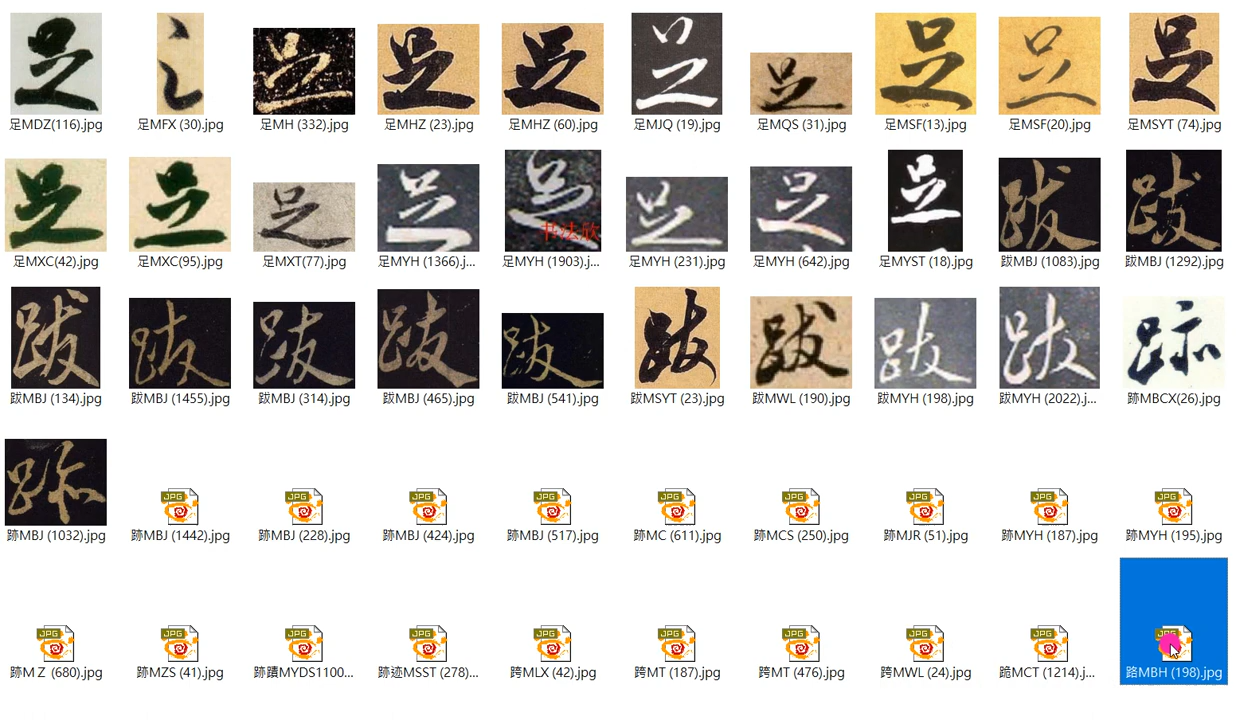 足MDZ(116).jpg 足MFX (30).jpg 足MH (332).jpg 足MHZ (23).jpg 足MHZ (60).jpg 足MJQ (19).jpg 足MQS (31).jpg 足MSF(13).jpg 足MSF(20).jpg 足MSYT (74).jpg
足MXC(42).jpg 足MXC(95).jpg 足MXT(77).jpg 足MYH (1366).j... 足MYH (1903).j... 足MYH (231).jpg 足MYH (642).jpg 足MYST (18).jpg 跋MBJ (1083).jpg 跋MBJ (1292).jpg
跋MBJ (134).jpg 跋MBJ (1455).jpg 跋MBJ (314).jpg 跋MBJ (465).jpg 跋MBJ (541).jpg 跋MSYT (23).jpg 跋MWL (190).jpg 跋MYH (198).jpg 跋MYH (2022).j... 跡MBCX(26).jpg
跡MBJ (1032).jpg 跡MBJ (1442).jpg 跡MBJ (228).jpg 跡MBJ (424).jpg 跡MBJ (517).jpg 跡MC (611).jpg 跡MCS (250).jpg 跡MJR (51).jpg 跡MYH (187).jpg 跡MYH (195).jpg
跡M Z (680).jpg 跡MZS (41).jpg 跡蹟MYDS1100... 跡迹MSST (278)... 跨MLX (42).jpg 跨MT (187).jpg 跨MT (476).jpg 跨MWL (24).jpg 跪MCT (1214).j... 路MBH (198).jpg